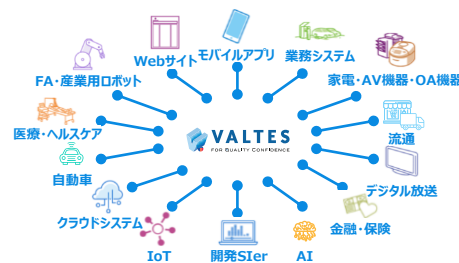 Webサイト
モバイルアプリ
業務システム
FA・産業用ロボット
家電・AV機器・OA機器
医療・ヘルスケア
VALTES
FOR QUALITY CONFIDENCE
流通
自動車
デジタル放送
クラウドシステム
金融・保険
IoT
開発SIer
AI